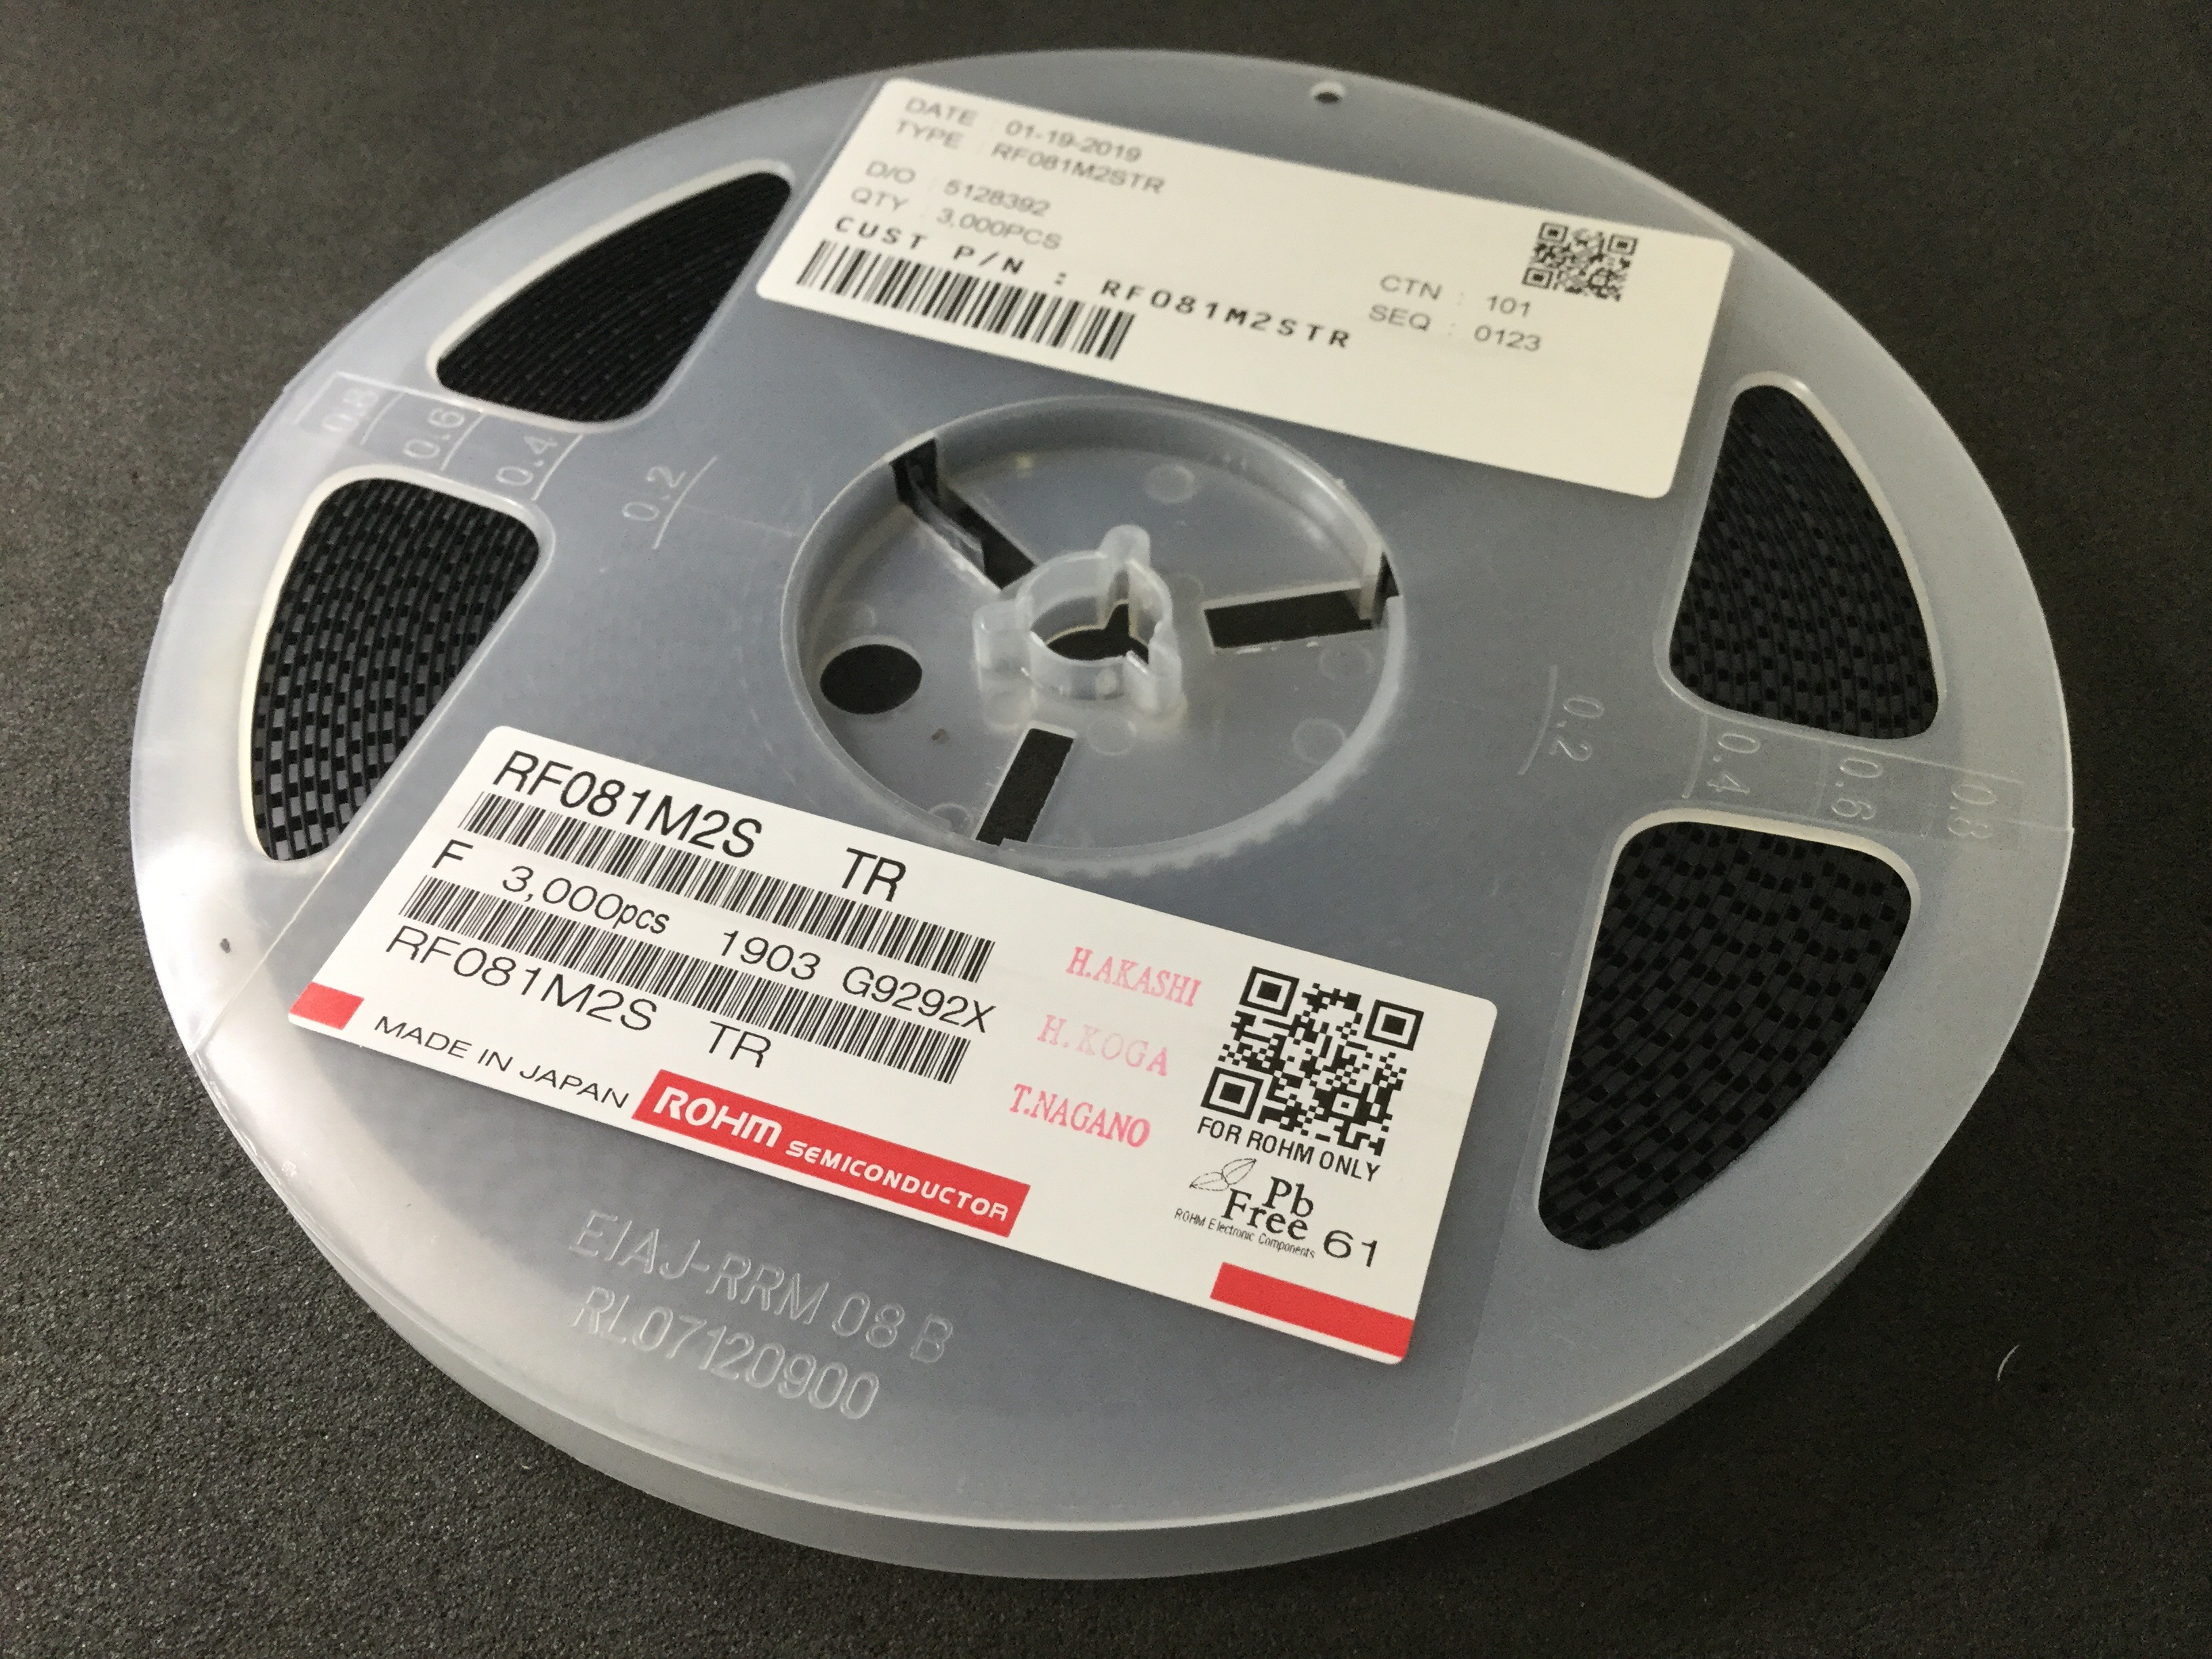 DATE : 01-19-2019
TYPE : RF081M2STR
D/O : 5128392
QTY : 3,000PCS
CUST P/N : RF081M2STR
CTN : 101
SEQ : 0123
0.8
0.6
0.4
0.2
0.2
0.4
0.6
0.8
RF081M2S TR
F 3,000pcs 1903 G9292X
RF081M2S TR
MADE IN JAPAN
ROHM SEMICONDUCTOR
H.AKASHI
H.KOGA
T.NAGANO
FOR ROHM ONLY
Pb
Free
ROHM Electronic Components
61
EIAJ-RRM 08 B
RL07120900